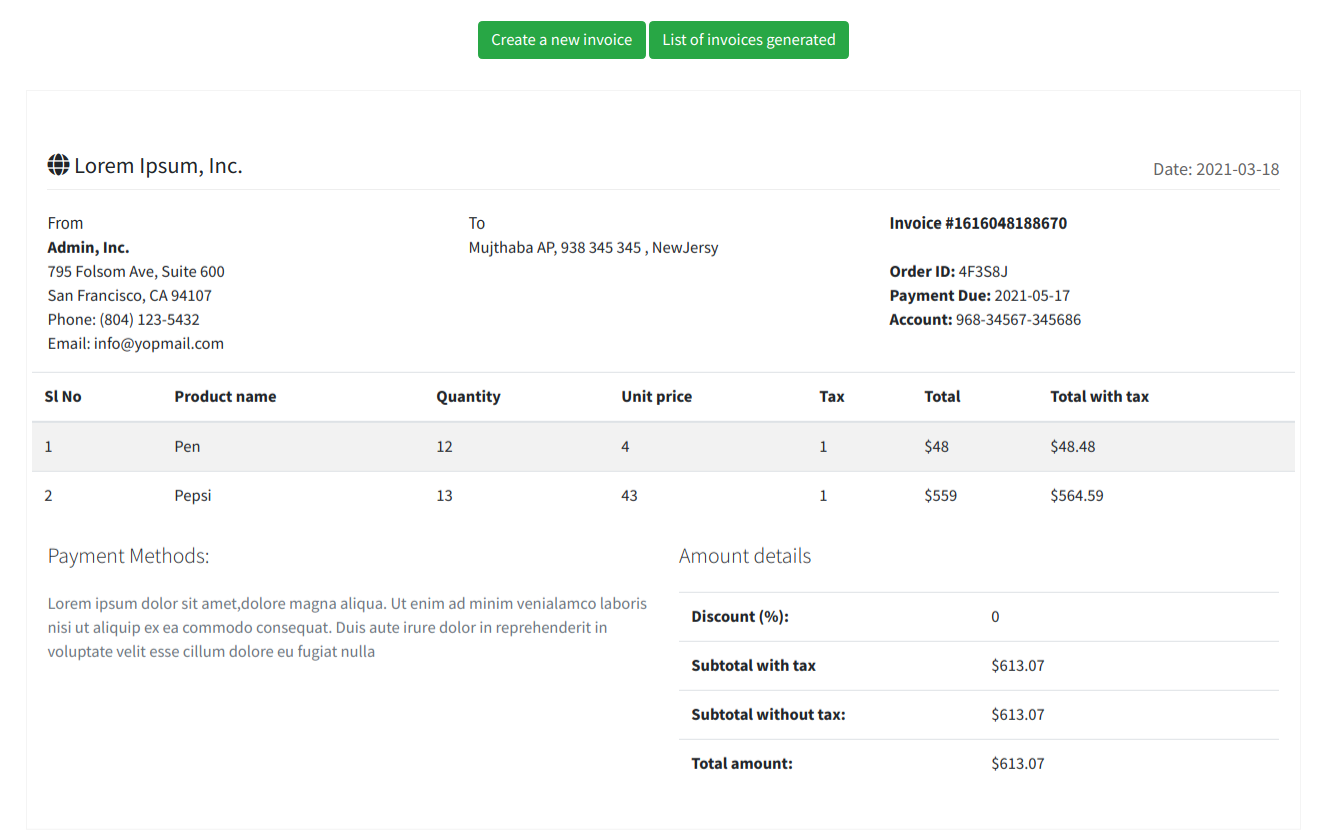 Create a new invoice
List of invoices generated
Lorem Ipsum, Inc.
Date: 2021-03-18
From
Admin, Inc.
795 Folsom Ave, Suite 600
San Francisco, CA 94107
Phone: (804) 123-5432
Email: info@yopmail.com
To
Mujthaba AP, 938 345 345 , NewJersy
Invoice #1616048188670
Order ID: 4F3S8J
Payment Due: 2021-05-17
Account: 968-34567-345686
Sl No Product name Quantity Unit price Tax Total Total with tax
1 Pen 12 4 1 $48 $48.48
2 Pepsi 13 43 1 $559 $564.59
Payment Methods:
Lorem ipsum dolor sit amet,dolore magna aliqua. Ut enim ad minim venialamco laboris
nisi ut aliquip ex ea commodo consequat. Duis aute irure dolor in reprehenderit in
voluptate velit esse cillum dolore eu fugiat nulla
Amount details
Discount (%): 0
Subtotal with tax $613.07
Subtotal without tax: $613.07
Total amount: $613.07